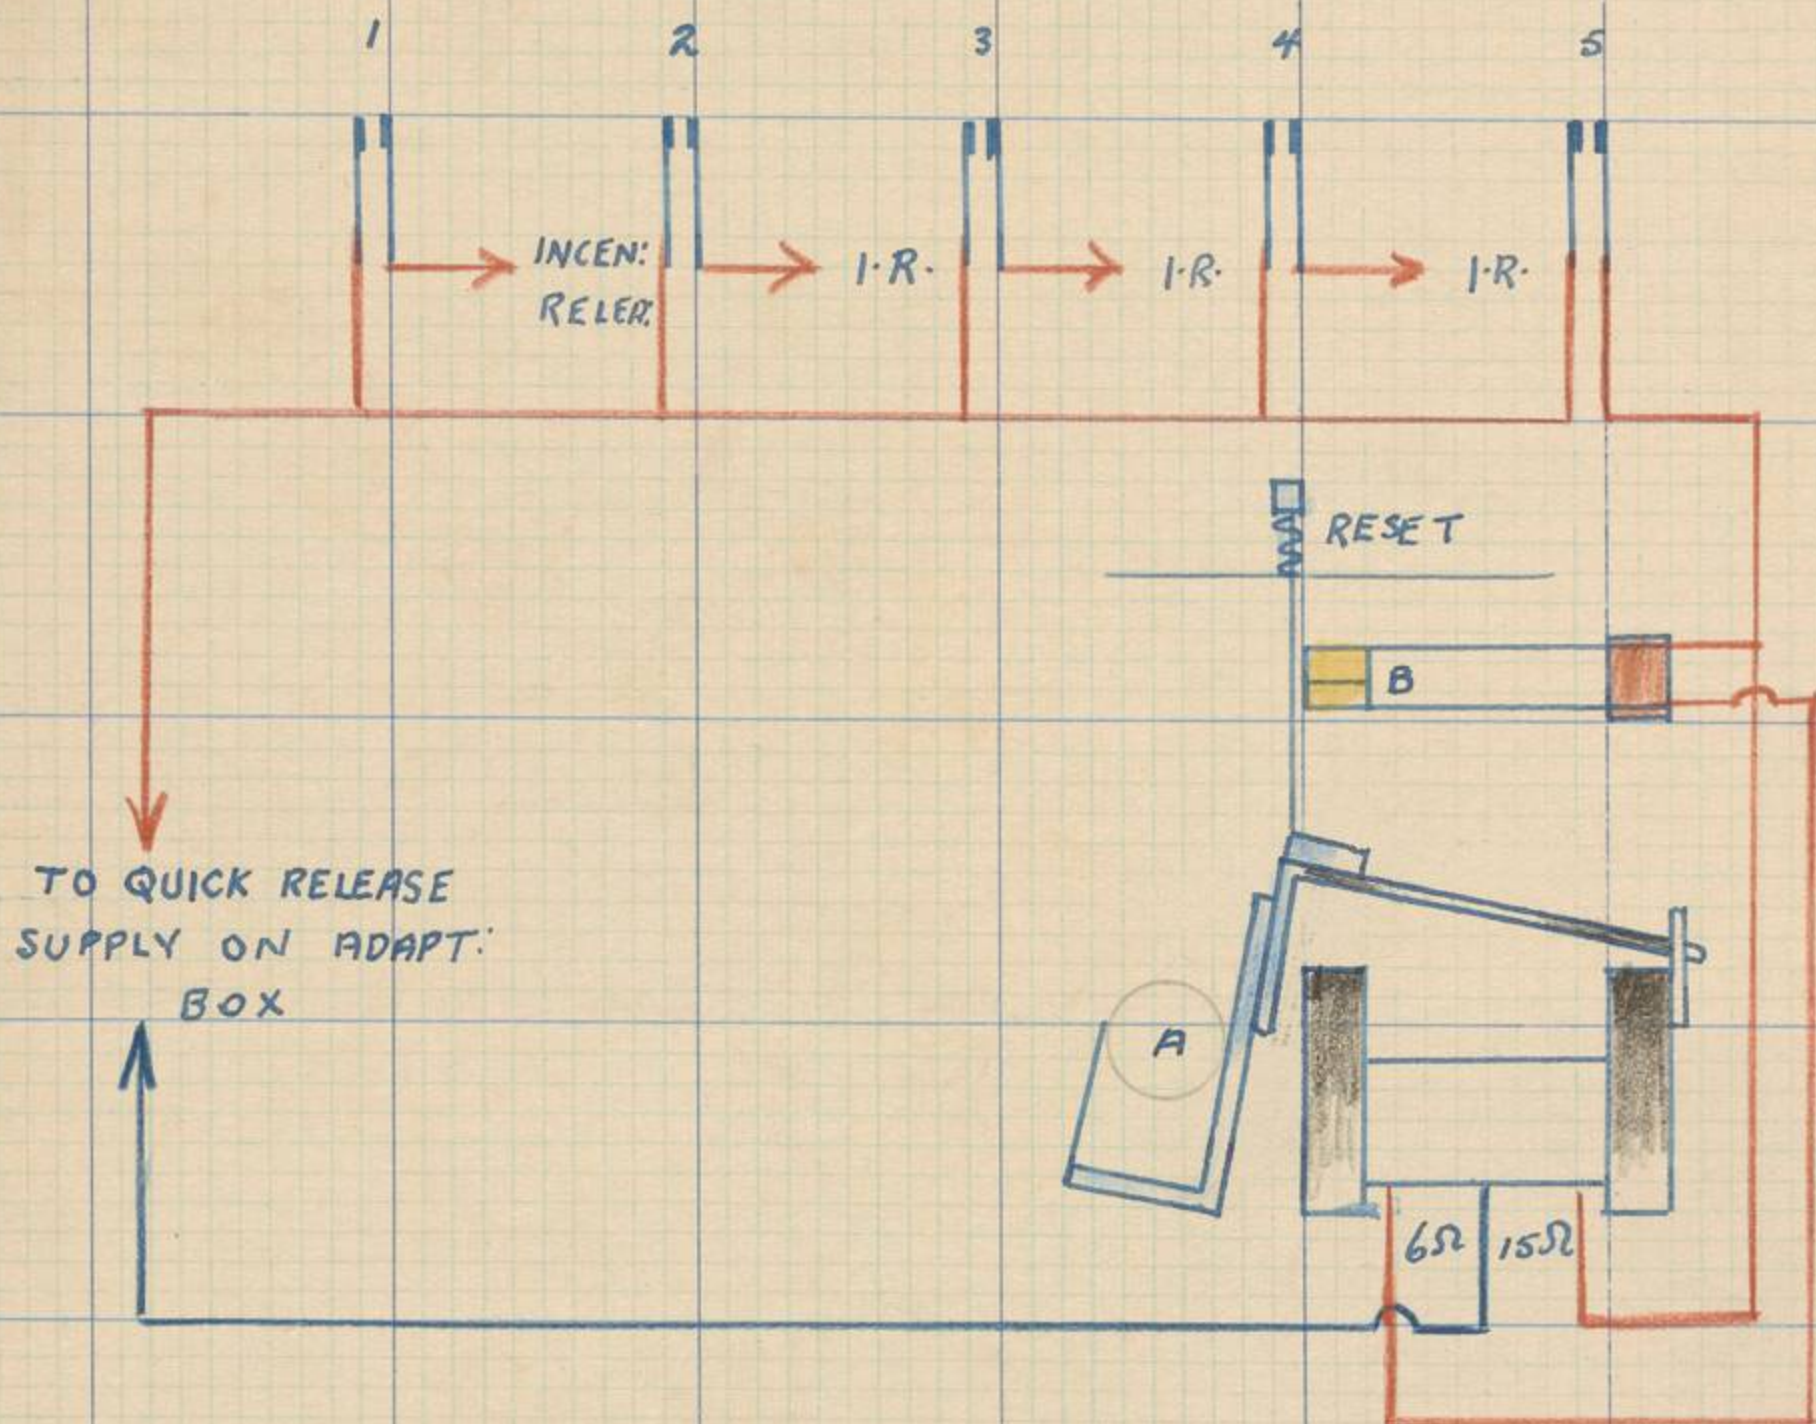 1 2 3 4 5
INCEN:
RELEA:
I.R. I.R. I.R.
RESET
B
TO QUICK RELEASE
SUPPLY ON ADAPT:
BOX
A
6Ω 15Ω